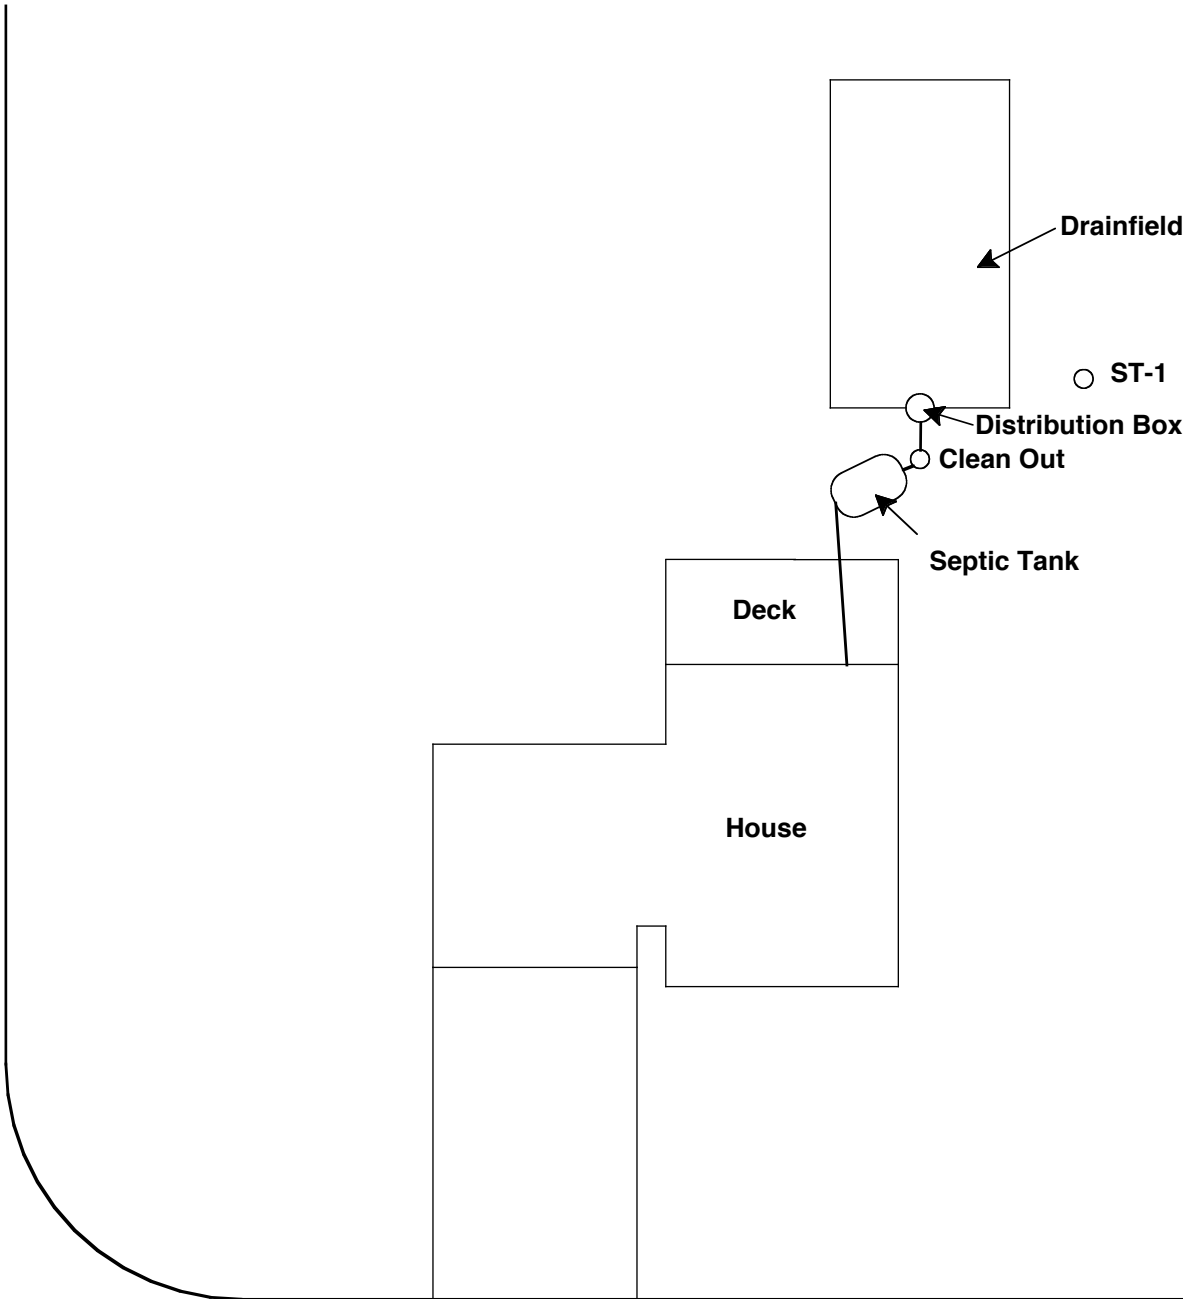 Drainfield
ST-1
Distribution Box
Clean Out
Septic Tank
Deck
House